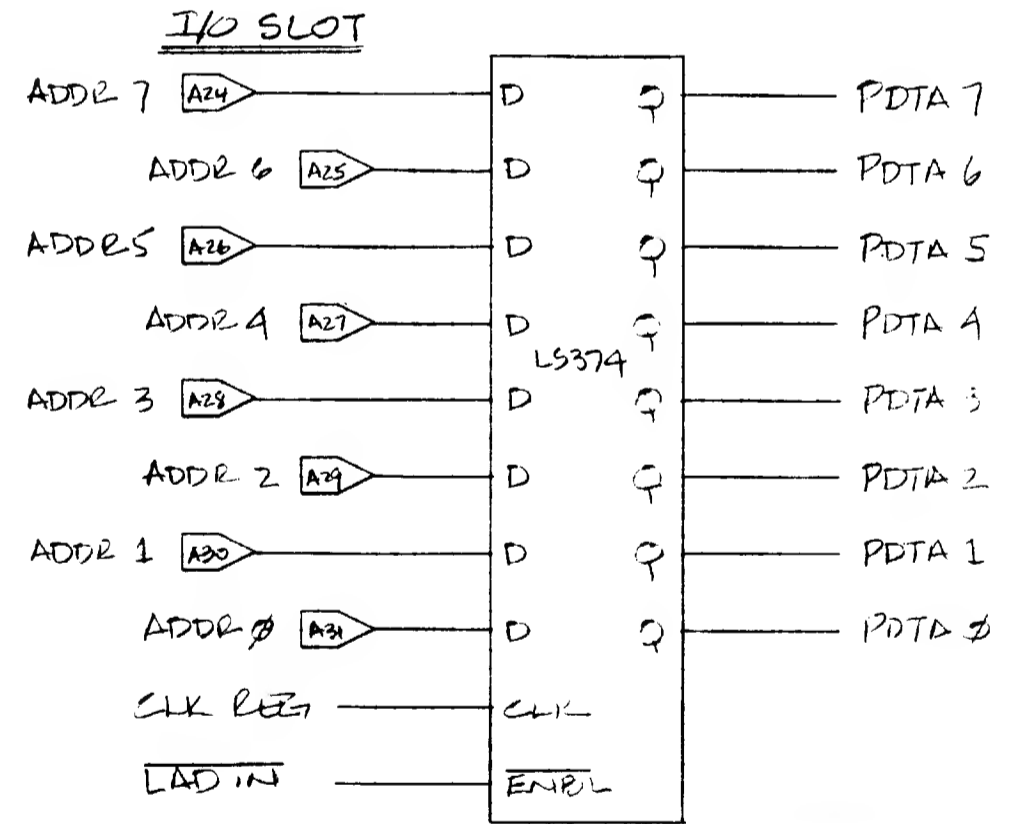 I/O SLOT
ADDR 7 A24 D Q PDTA 7
ADDR 6 A25 D Q PDTA 6
ADDR5 A26 D Q PDTA 5
ADDR 4 A27 D Q PDTA 4
LS374
ADDR 3 A28 D Q PDTA 3
ADDR 2 A29 D Q PDTA 2
ADDR 1 A30 D Q PDTA 1
ADDR Ø A31 D Q PDTA Ø
CLK REG CLK
LAD IN ENBL